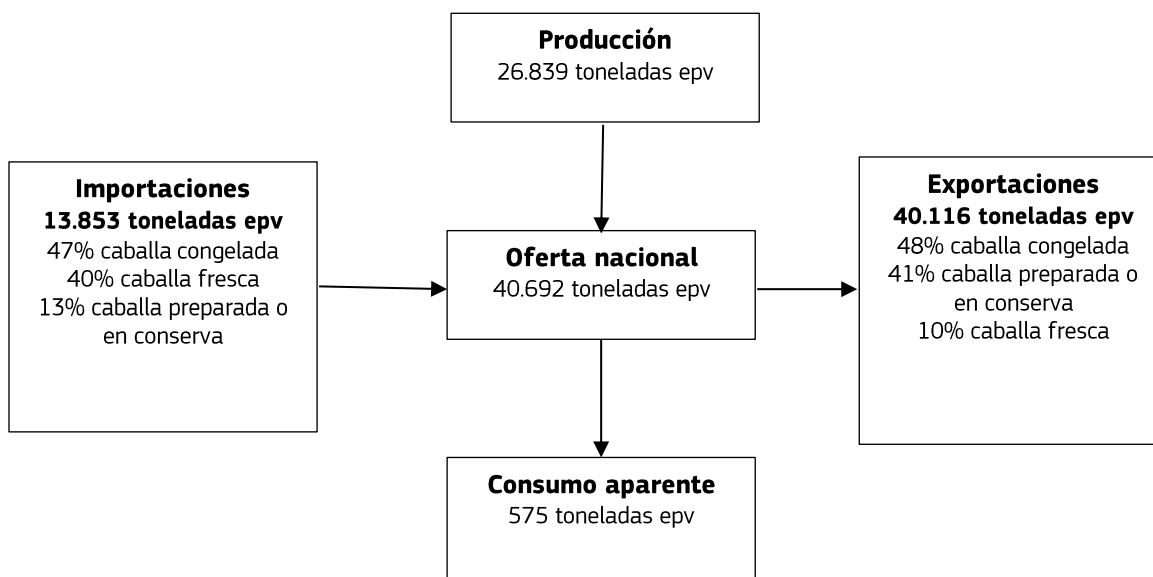 Producción
26.839 toneladas epv
Importaciones
13.853 toneladas epv
47% caballa congelada
40% caballa fresca
13% caballa preparada o
en conserva
Oferta nacional
40.692 toneladas epv
Exportaciones
40.116 toneladas epv
48% caballa congelada
41% caballa preparada o
en conserva
10% caballa fresca
Consumo aparente
575 toneladas epv